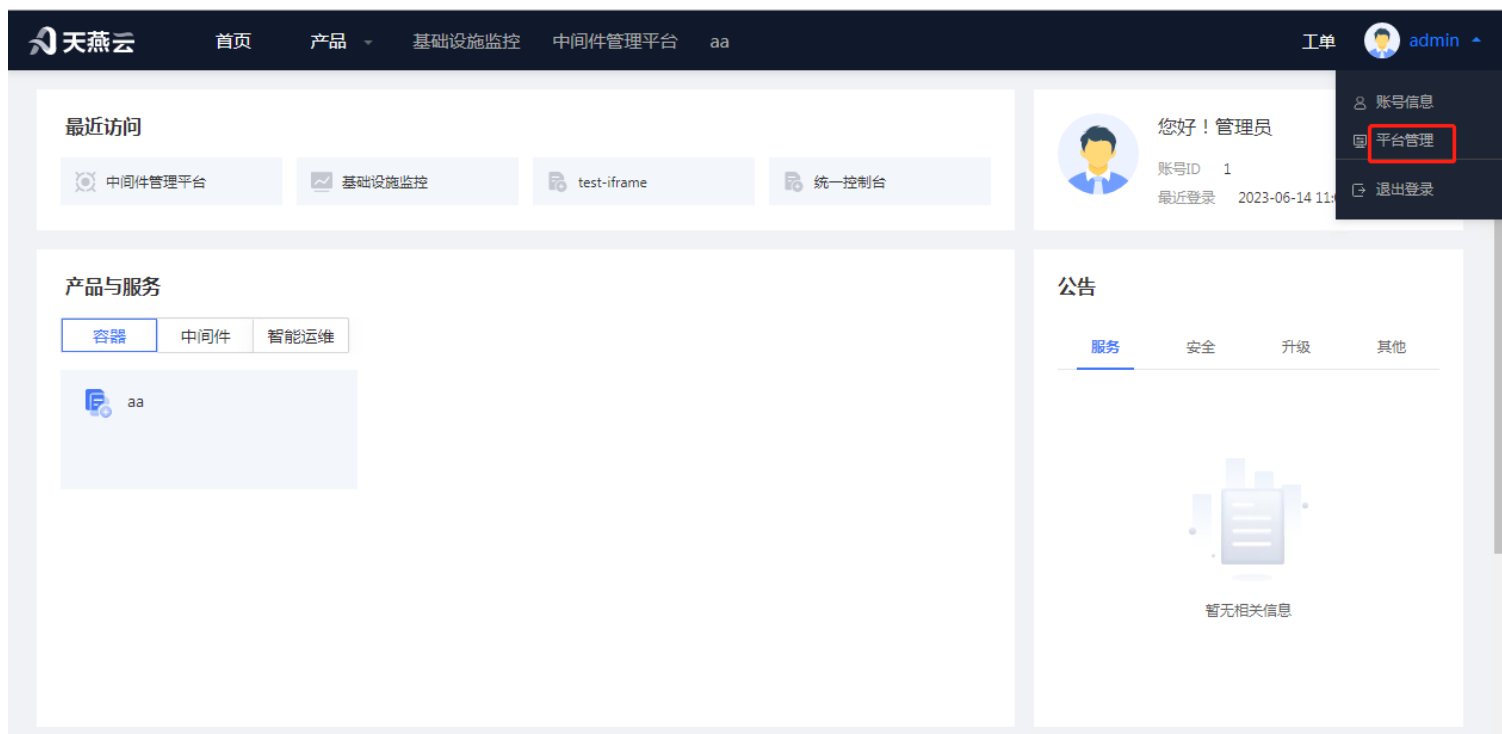 天燕云 首页 产品 基础设施监控 中间件管理平台 aa 工单 admin
账号信息
平台管理
退出登录
最近访问
中间件管理平台 基础设施监控 test-iframe 统一控制台
您好！管理员
账号ID 1
最近登录 2023-06-14 11:
产品与服务
容器 中间件 智能运维
aa
公告
服务 安全 升级 其他
暂无相关信息